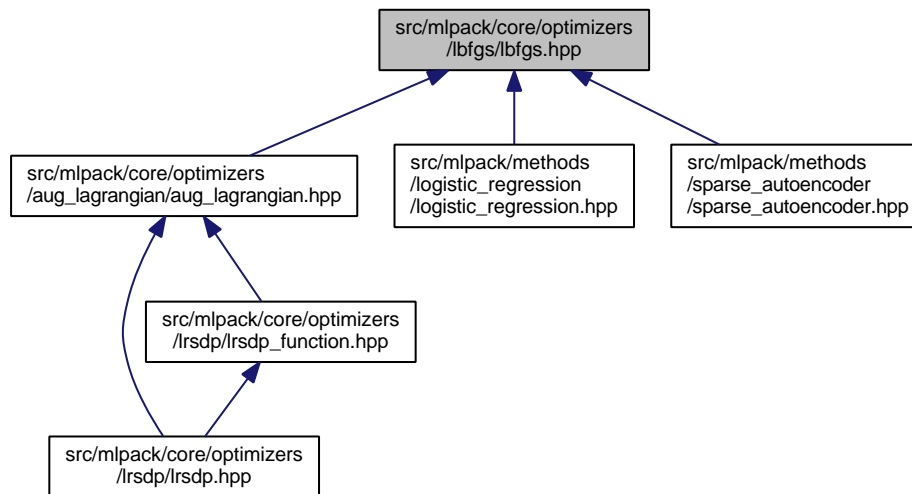 src/mlpack/core/optimizers
/lbfgs/lbfgs.hpp
src/mlpack/core/optimizers
/aug_lagrangian/aug_lagrangian.hpp
src/mlpack/methods
/logistic_regression
/logistic_regression.hpp
src/mlpack/methods
/sparse_autoencoder
/sparse_autoencoder.hpp
src/mlpack/core/optimizers
/lrsdp/lrsdp_function.hpp
src/mlpack/core/optimizers
/lrsdp/lrsdp.hpp